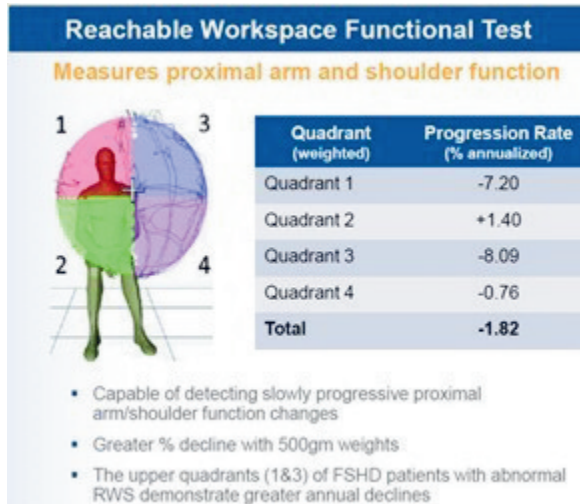 Reachable Workspace Functional Test
Measures proximal arm and shoulder function
1
3
2
4
Quadrant Progression Rate
(weighted) (% annualized)
Quadrant 1 -7.20
Quadrant 2 +1.40
Quadrant 3 -8.09
Quadrant 4 -0.76
Total -1.82
▪ Capable of detecting slowly progressive proximal
arm/shoulder function changes
▪ Greater % decline with 500gm weights
▪ The upper quadrants (1&3) of FSHD patients with abnormal
RWS demonstrate greater annual declines